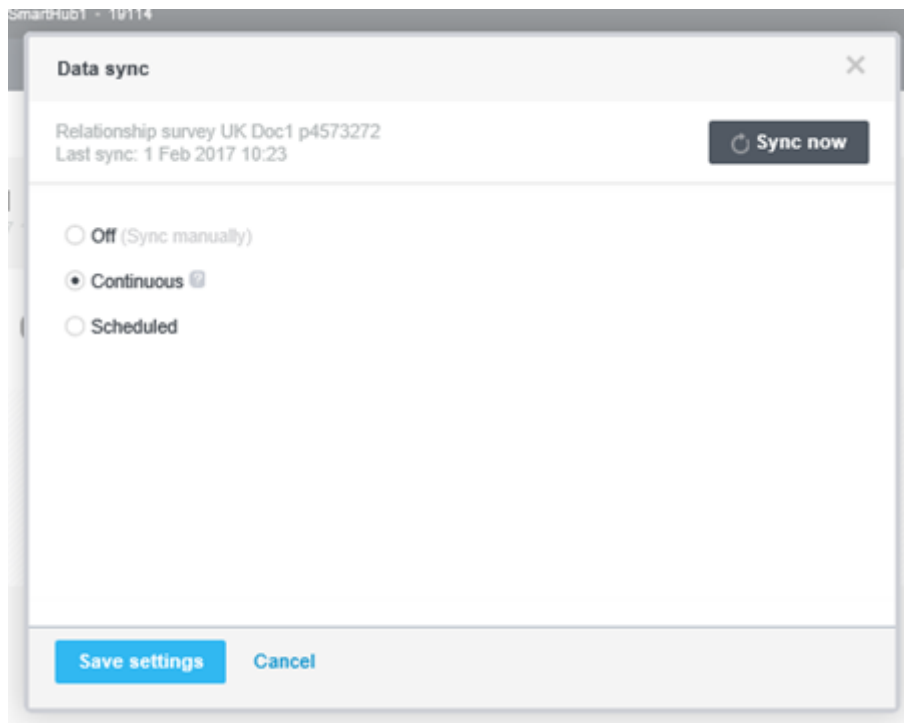 SmartHub1 - 19114
Data sync
Relationship survey UK Doc1 p4573272
Last sync: 1 Feb 2017 10:23
Sync now
Off (Sync manually)
Continuous ?
Scheduled
Save settings Cancel